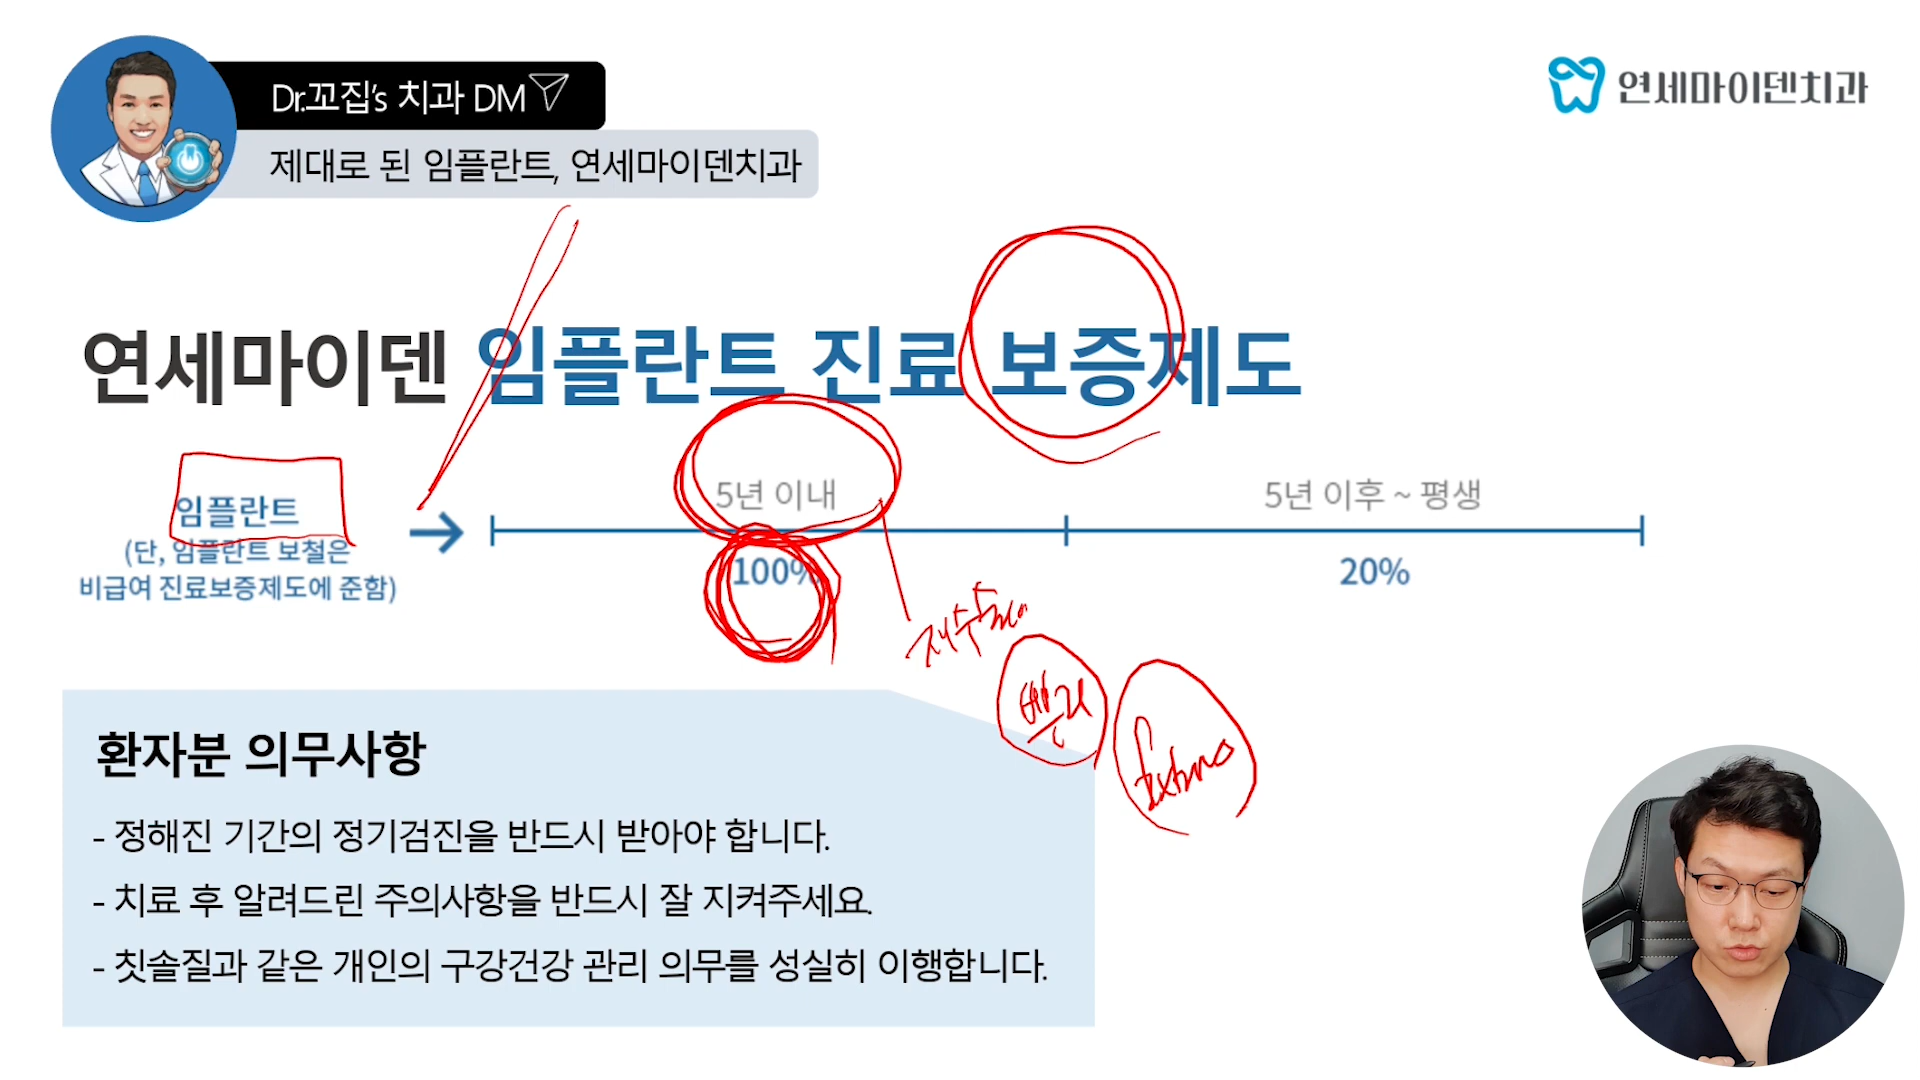 Dr.꼬집's 치과 DM
제대로 된 임플란트, 연세마이덴치과
연세마이덴치과
연세마이덴 임플란트 진료 보증제도
임플란트
(단, 임플란트 보철은
비급여 진료보증제도에 준함)
5년 이내
5년 이후 ~ 평생
100%
20%
환자분 의무사항
- 정해진 기간의 정기검진을 반드시 받아야 합니다.
- 치료 후 알려드린 주의사항을 반드시 잘 지켜주세요.
- 칫솔질과 같은 개인의 구강건강 관리 의무를 성실히 이행합니다.